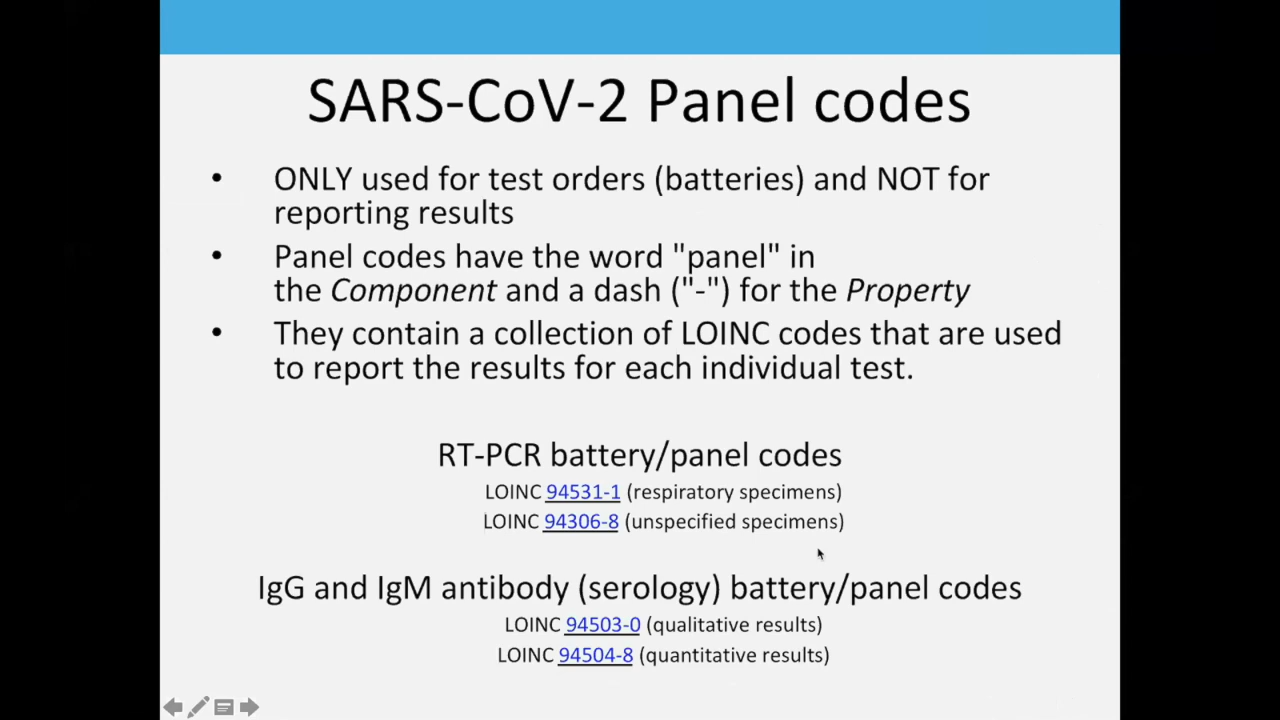 SARS-CoV-2 Panel codes
• ONLY used for test orders (batteries) and NOT for
reporting results
• Panel codes have the word "panel" in
the Component and a dash ("-") for the Property
• They contain a collection of LOINC codes that are used
to report the results for each individual test.
RT-PCR battery/panel codes
LOINC 94531-1 (respiratory specimens)
LOINC 94306-8 (unspecified specimens)
IgG and IgM antibody (serology) battery/panel codes
LOINC 94503-0 (qualitative results)
LOINC 94504-8 (quantitative results)